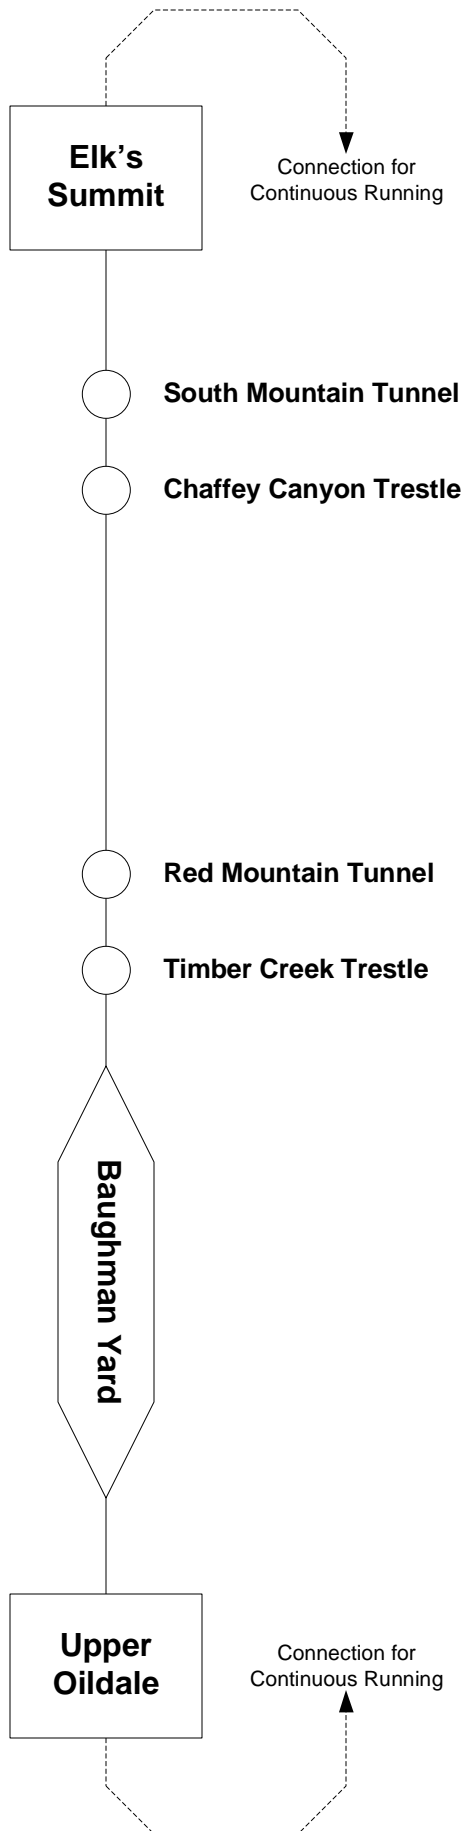 Elk's
Summit
Connection for
Continuous Running
South Mountain Tunnel
Chaffey Canyon Trestle
Red Mountain Tunnel
Timber Creek Trestle
Baughman Yard
Upper
Oildale
Connection for
Continuous Running